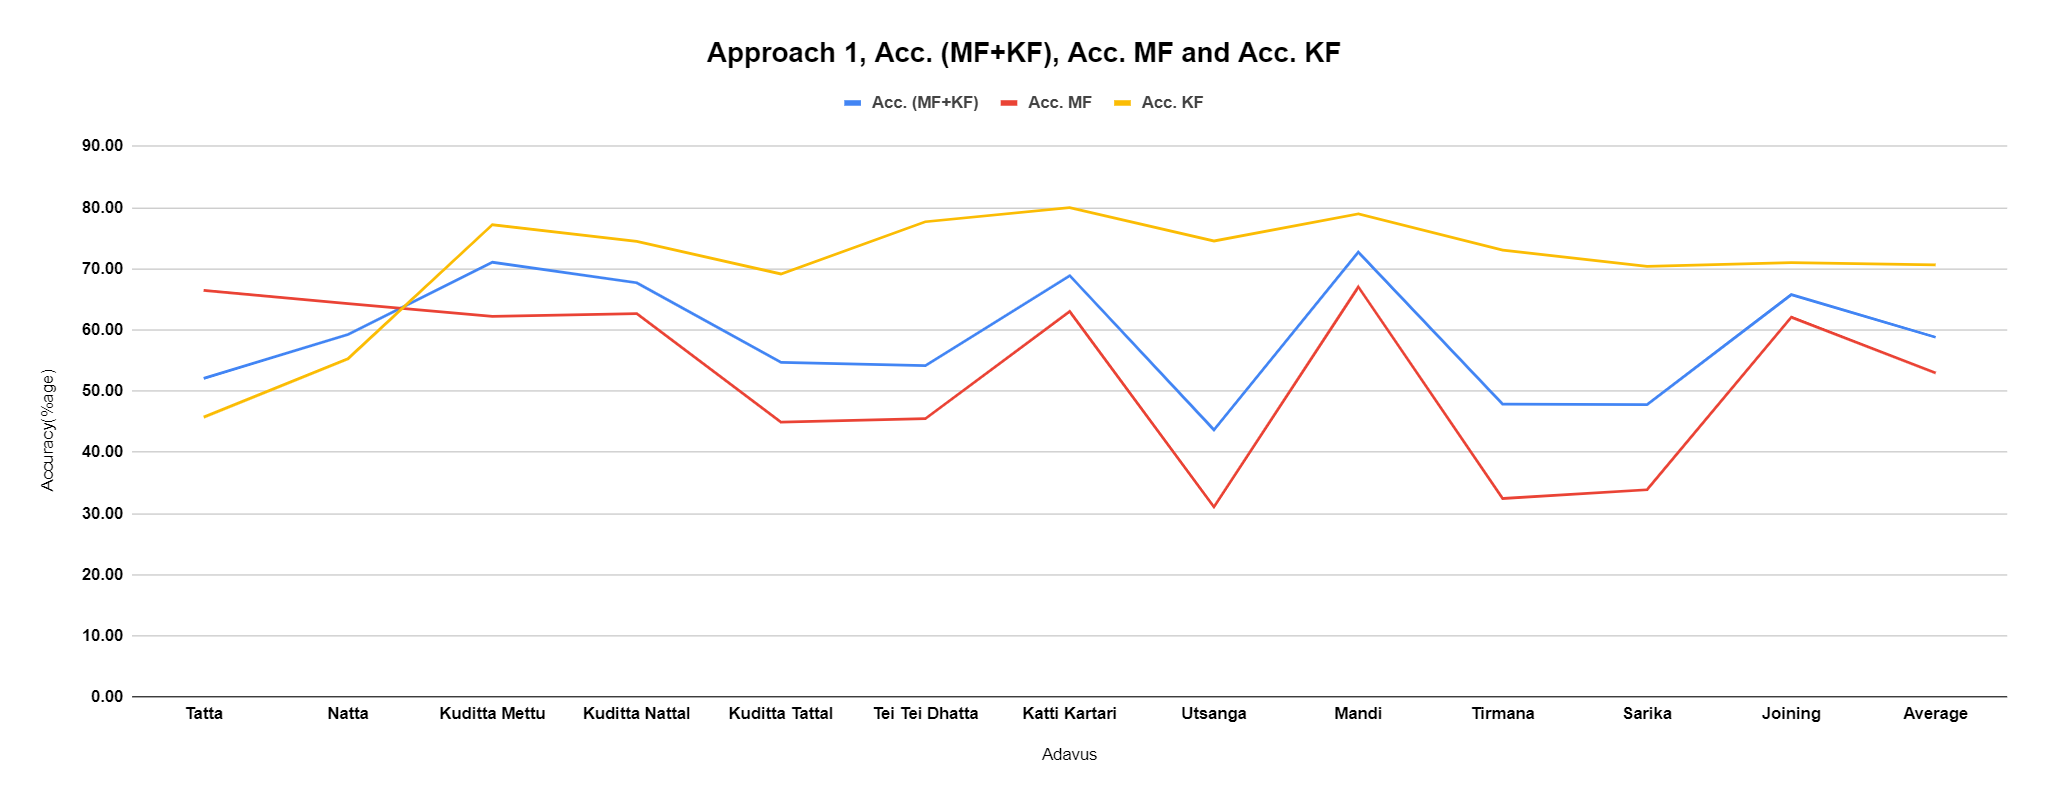 Approach 1, Acc. (MF+KF), Acc. MF and Acc. KF
Acc. (MF+KF) Acc. MF Acc. KF
90.00
80.00
70.00
60.00
50.00
40.00
30.00
20.00
10.00
0.00
Accuracy(%age)
Tatta Natta Kuditta Mettu Kuditta Nattal Kuditta Tattal Tei Tei Dhatta Katti Kartari Utsanga Mandi Tirmana Sarika Joining Average
Adavus